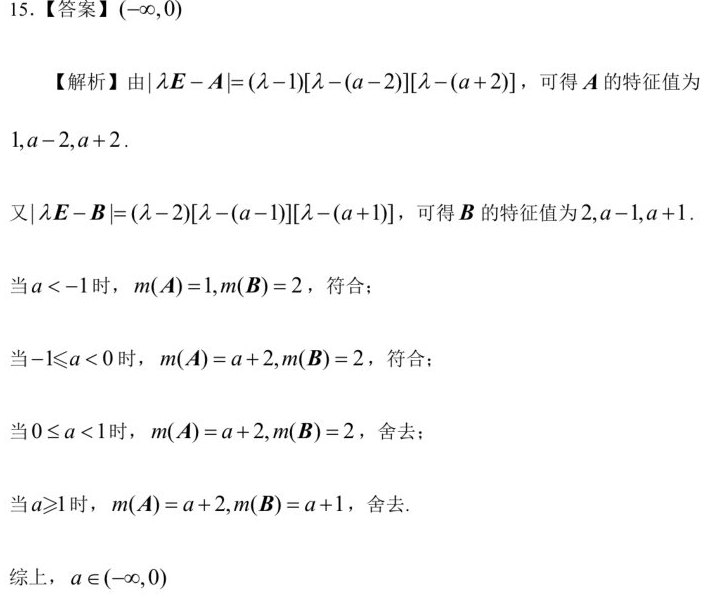 15.【答案】(−∞,0)
【解析】由|λE−A|=(λ−1)[λ−(a−2)][λ−(a+2)]，可得A的特征值为
1,a−2,a+2.
又|λE−B|=(λ−2)[λ−(a−1)][λ−(a+1)]，可得B的特征值为2,a−1,a+1.
当a<−1时，m(A)=1,m(B)=2，符合；
当−1⩽a<0时，m(A)=a+2,m(B)=2，符合；
当0≤a<1时，m(A)=a+2,m(B)=2，舍去；
当a⩾1时，m(A)=a+2,m(B)=a+1，舍去.
综上，a∈(−∞,0)